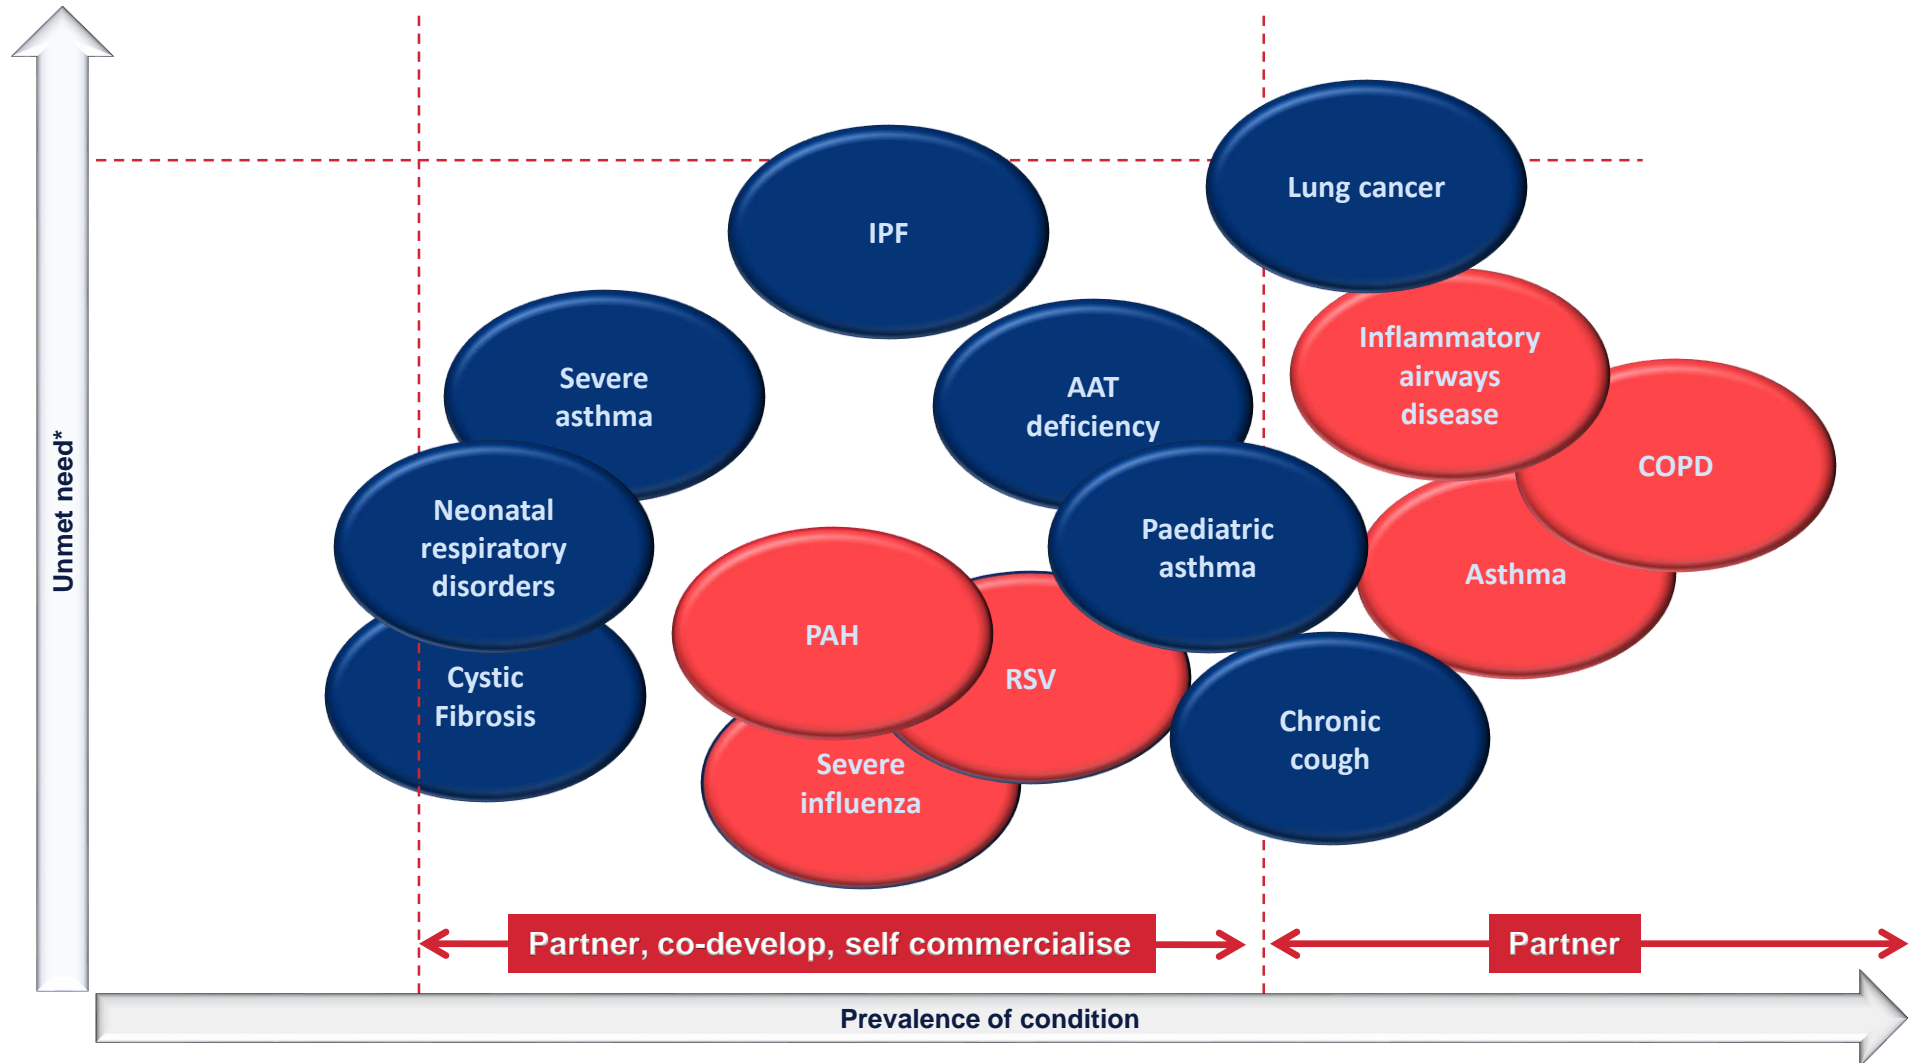 Unmet need*
Lung cancer
IPF
Inflammatory
airways
disease
Severe
asthma
AAT
deficiency
COPD
Neonatal
respiratory
disorders
Paediatric
asthma
Asthma
PAH
RSV
Cystic
Fibrosis
Chronic
cough
Severe
influenza
Partner, co-develop, self commercialise
Partner
Prevalence of condition